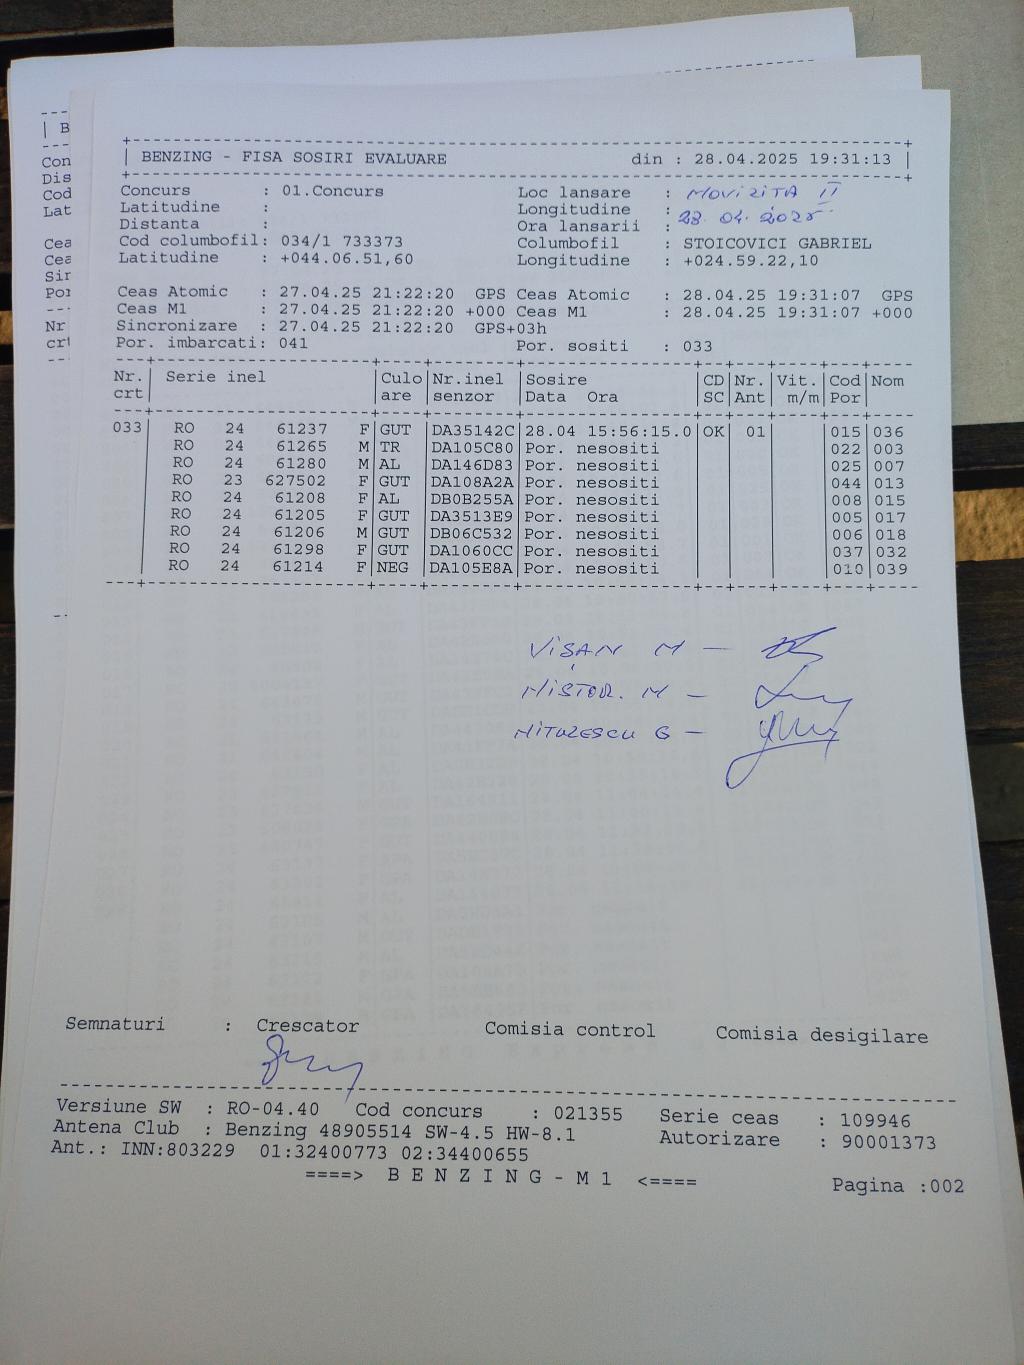 BENZING - FISA SOSIRI EVALUARE din : 28.04.2025 19:31:13
Concurs : 01.Concurs Loc lansare : MOVIZITA II
Latitudine : Longitudine :
Distanta : Ora lansarii : 28.04.2025
Cod columbofil: 034/1 733373 Columbofil : STOICOVICI GABRIEL
Latitudine : +044.06.51,60 Longitudine : +024.59.22,10
Ceas Atomic : 27.04.25 21:22:20 GPS Ceas Atomic : 28.04.25 19:31:07 GPS
Ceas M1 : 27.04.25 21:22:20 +000 Ceas M1 : 28.04.25 19:31:07 +000
Sincronizare : 27.04.25 21:22:20 GPS+03h
Por. imbarcati: 041 Por. sositi : 033
Nr. | Serie inel | Culo | Nr.inel | Sosire | CD | Nr. | Vit. | Cod | Nom
crt | are | senzor | Data Ora | SC | Ant | m/m | Por
033 | RO 24 61237 F | GUT | DA35142C | 28.04 15:56:15.0 | OK | 01 | | 015 | 036
RO 24 61265 M | TR | DA105C80 | Por. nesositi | 022 | 003
RO 24 61280 M | AL | DA146D83 | Por. nesositi | 025 | 007
RO 23 627502 F | GUT | DA108A2A | Por. nesositi | 044 | 013
RO 24 61208 F | AL | DB0B255A | Por. nesositi | 008 | 015
RO 24 61205 F | GUT | DA3513E9 | Por. nesositi | 005 | 017
RO 24 61206 M | GUT | DB06C532 | Por. nesositi | 006 | 018
RO 24 61298 F | GUT | DA1060CC | Por. nesositi | 037 | 032
RO 24 61214 F | NEG | DA105E8A | Por. nesositi | 010 | 039
VIȘAN M —
NISTOR. M —
NITUZESCU G —
Semnaturi : Crescator Comisia control Comisia desigilare
Versiune SW : RO-04.40 Cod concurs : 021355 Serie ceas : 109946
Antena Club : Benzing 48905514 SW-4.5 HW-8.1 Autorizare : 90001373
Ant.: INN:803229 01:32400773 02:34400655
====> B E N Z I N G - M 1 <==== Pagina :002